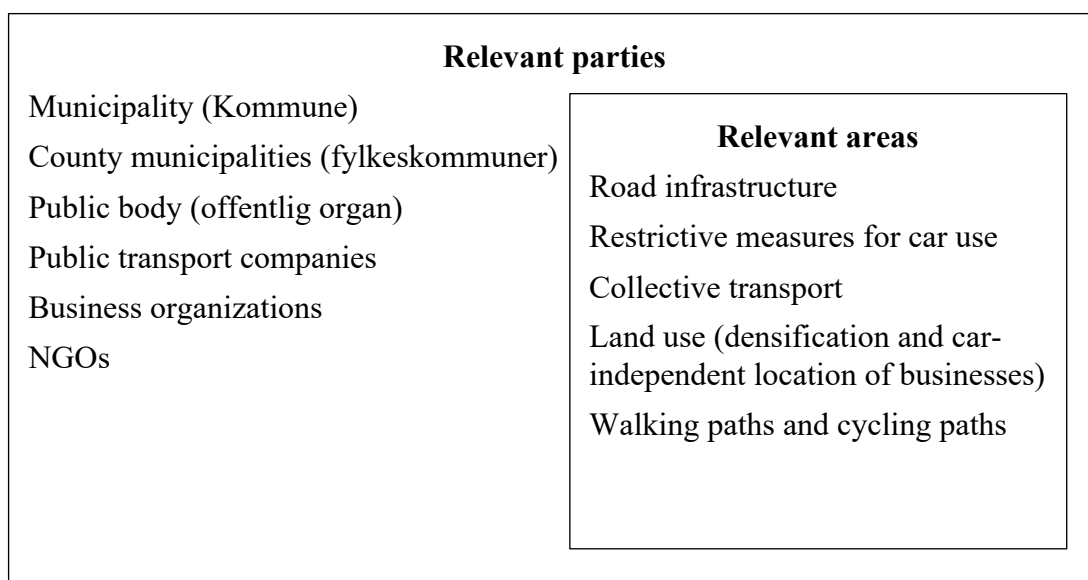 Relevant parties
Municipality (Kommune)
County municipalities (fylkeskommuner)
Public body (offentlig organ)
Public transport companies
Business organizations
NGOs
Relevant areas
Road infrastructure
Restrictive measures for car use
Collective transport
Land use (densification and car-
independent location of businesses)
Walking paths and cycling paths